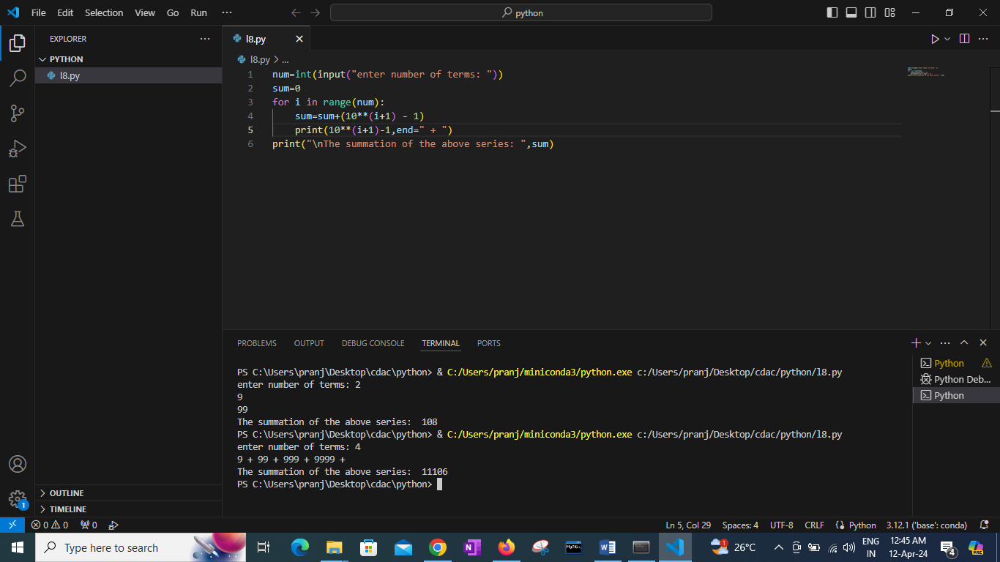 File Edit Selection View Go Run ···
python
EXPLORER ···
PYTHON
l8.py
OUTLINE
TIMELINE
l8.py
l8.py > ...
1 num=int(input("enter number of terms: "))
2 sum=0
3 for i in range(num):
4     sum=sum+(10**(i+1) - 1)
5     print(10**(i+1)-1,end=" + ")
6 print("\nThe summation of the above series: ",sum)
PROBLEMS OUTPUT DEBUG CONSOLE TERMINAL PORTS
PS C:\Users\pranj\Desktop\cdac\python> & C:/Users/pranj/miniconda3/python.exe c:/Users/pranj/Desktop/cdac/python/l8.py
enter number of terms: 2
9
99
The summation of the above series:  108
PS C:\Users\pranj\Desktop\cdac\python> & C:/Users/pranj/miniconda3/python.exe c:/Users/pranj/Desktop/cdac/python/l8.py
enter number of terms: 4
9 + 99 + 999 + 9999 +
The summation of the above series:  11106
PS C:\Users\pranj\Desktop\cdac\python>
Python
Python Deb...
Python
1
0 0 0
Ln 5, Col 29 Spaces: 4 UTF-8 CRLF Python 3.12.1 ('base': conda)
Type here to search
MySQL
26°C
1
ENG
IN
12:45 AM
12-Apr-24
4
PRE